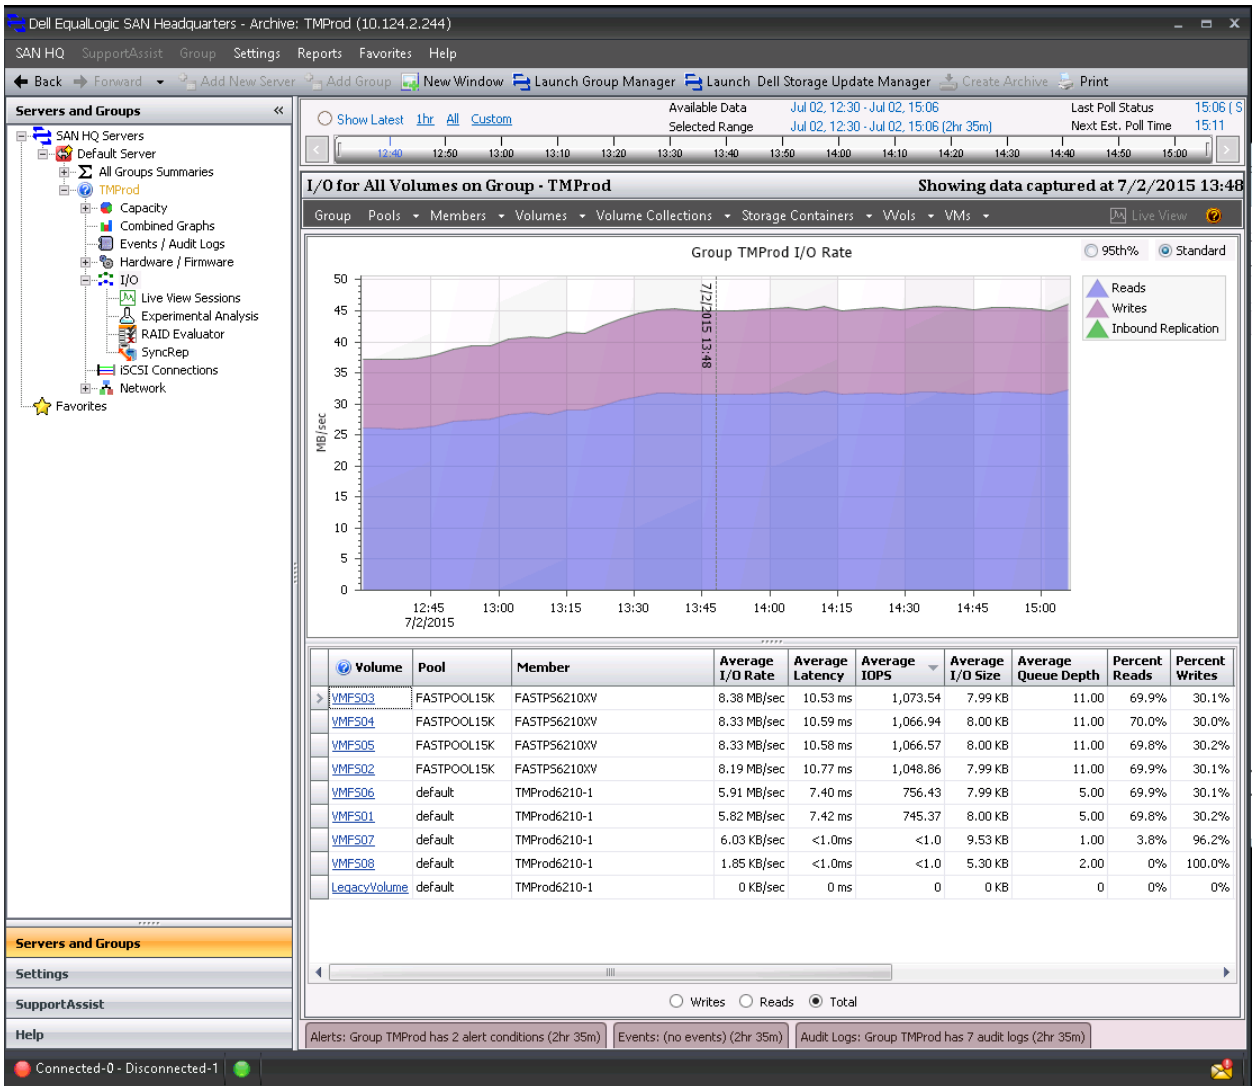 Dell EqualLogic SAN Headquarters - Archive: TMProd (10.124.2.244)
SAN HQ SupportAssist Group Settings Reports Favorites Help
Back Forward Add New Server Add Group New Window Launch Group Manager Launch Dell Storage Update Manager Create Archive Print
Servers and Groups «
SAN HQ Servers
Default Server
All Groups Summaries
TMProd
Capacity
Combined Graphs
Events / Audit Logs
Hardware / Firmware
I/O
Live View Sessions
Experimental Analysis
RAID Evaluator
SyncRep
iSCSI Connections
Network
Favorites
Servers and Groups
Settings
SupportAssist
Help
Show Latest 1hr All Custom
Available Data Jul 02, 12:30 - Jul 02, 15:06
Selected Range Jul 02, 12:30 - Jul 02, 15:06 (2hr 35m)
Last Poll Status 15:06 ( S
Next Est. Poll Time 15:11
12:40 12:50 13:00 13:10 13:20 13:30 13:40 13:50 14:00 14:10 14:20 14:30 14:40 14:50 15:00
I/O for All Volumes on Group - TMProd Showing data captured at 7/2/2015 13:48
Group Pools Members Volumes Volume Collections Storage Containers VVols VMs Live View
Group TMProd I/O Rate
95th% Standard
Reads
Writes
Inbound Replication
MB/sec
50
45
40
35
30
25
20
15
10
5
0
7/2/2015 13:48
12:45 13:00 13:15 13:30 13:45 14:00 14:15 14:30 14:45 15:00
7/2/2015
Volume Pool Member Average I/O Rate Average Latency Average IOPS Average I/O Size Average Queue Depth Percent Reads Percent Writes
VMFS03 FASTPOOL15K FASTPS6210XV 8.38 MB/sec 10.53 ms 1,073.54 7.99 KB 11.00 69.9% 30.1%
VMFS04 FASTPOOL15K FASTPS6210XV 8.33 MB/sec 10.59 ms 1,066.94 8.00 KB 11.00 70.0% 30.0%
VMFS05 FASTPOOL15K FASTPS6210XV 8.33 MB/sec 10.58 ms 1,066.57 8.00 KB 11.00 69.8% 30.2%
VMFS02 FASTPOOL15K FASTPS6210XV 8.19 MB/sec 10.77 ms 1,048.86 7.99 KB 11.00 69.9% 30.1%
VMFS06 default TMProd6210-1 5.91 MB/sec 7.40 ms 756.43 7.99 KB 5.00 69.9% 30.1%
VMFS01 default TMProd6210-1 5.82 MB/sec 7.42 ms 745.37 8.00 KB 5.00 69.8% 30.2%
VMFS07 default TMProd6210-1 6.03 KB/sec <1.0ms <1.0 9.53 KB 1.00 3.8% 96.2%
VMFS08 default TMProd6210-1 1.85 KB/sec <1.0ms <1.0 5.30 KB 2.00 0% 100.0%
LegacyVolume default TMProd6210-1 0 KB/sec 0 ms 0 0 KB 0 0% 0%
Writes Reads Total
Alerts: Group TMProd has 2 alert conditions (2hr 35m) Events: (no events) (2hr 35m) Audit Logs: Group TMProd has 7 audit logs (2hr 35m)
Connected-0 - Disconnected-1